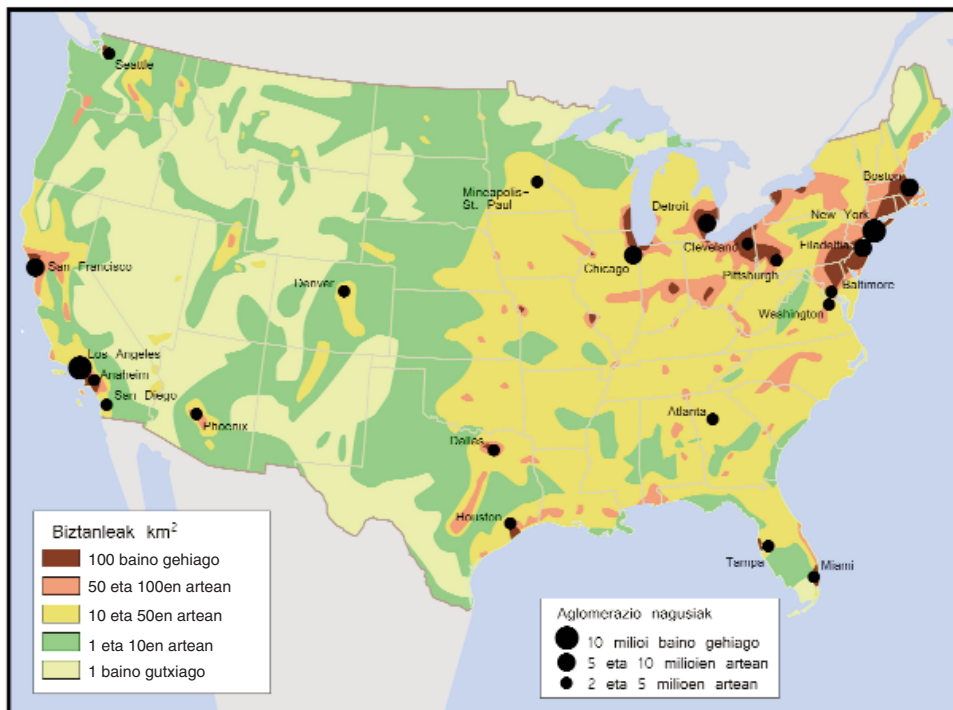 Seattle
Mineapolis-
St. Paul
Boston
Detroit
New York
Cleveland
Filadelfia
San Francisco
Chicago
Pittsburgh
Denver
Baltimore
Washington
Los Angeles
Anaheim
San Diego
Phoenix
Atlanta
Dalles
Houston
Tampa
Miami
Biztanleak km²
100 baino gehiago
50 eta 100en artean
10 eta 50en artean
1 eta 10en artean
1 baino gutxiago
Aglomerazio nagusiak
10 milioi baino gehiago
5 eta 10 milioien artean
2 eta 5 milioen artean